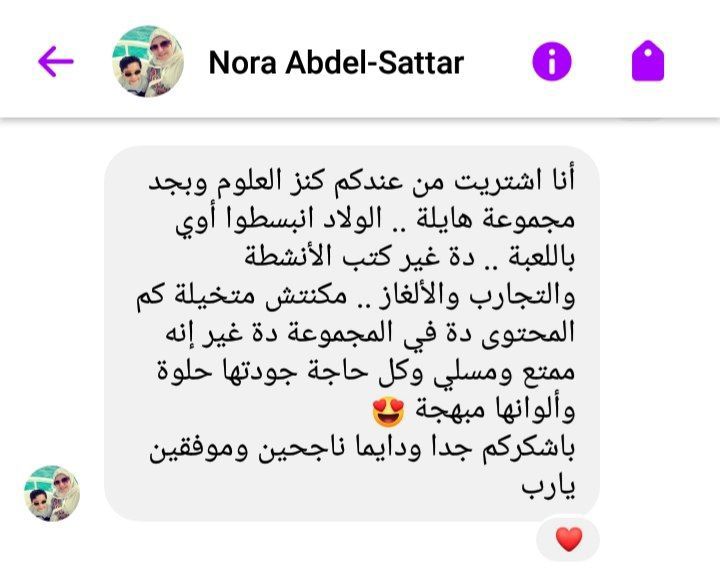 Nora Abdel-Sattar
أنا اشتريت من عندكم كنز العلوم وبجد
مجموعة هايلة .. الولاد انبسطوا أوي
باللعبة .. دة غير كتب الأنشطة
والتجارب والألغاز .. مكنتش متخيلة كم
المحتوى دة في المجموعة دة غير إنه
ممتع ومسلي وكل حاجة جودتها حلوة
وألوانها مبهجة 😍
باشكركم جدا ودايما ناجحين وموفقين
يارب